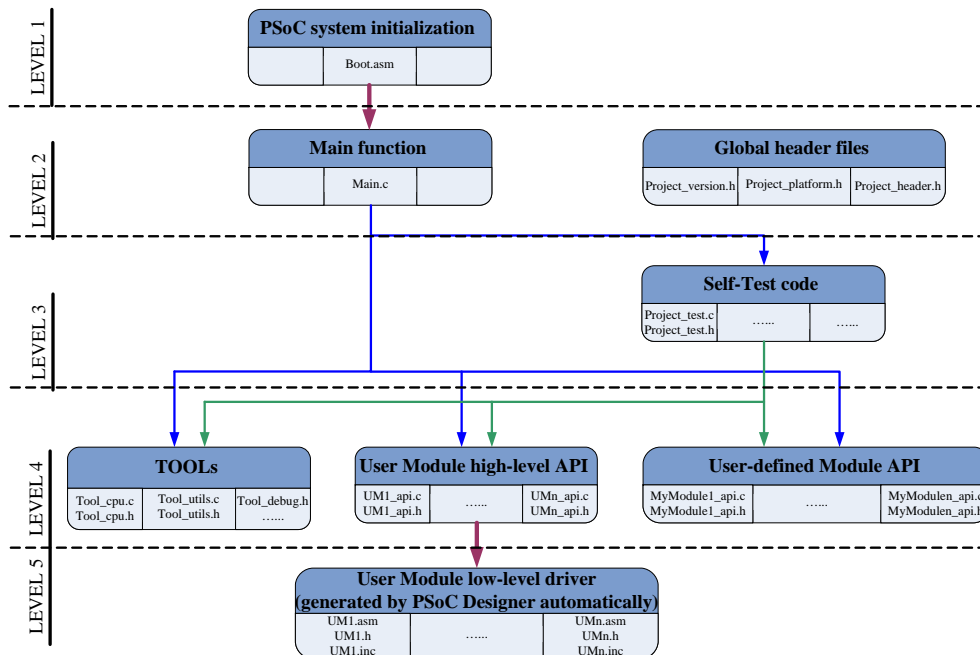 LEVEL 1
PSoC system initialization
Boot.asm
LEVEL 2
Main function
Main.c
Global header files
Project_version.h Project_platform.h Project_header.h
LEVEL 3
Self-Test code
Project_test.c
Project_test.h
…... …...
LEVEL 4
TOOLs
Tool_cpu.c
Tool_cpu.h
Tool_utils.c
Tool_utils.h
Tool_debug.h
…...
User Module high-level API
UM1_api.c
UM1_api.h
…...
UMn_api.c
UMn_api.h
User-defined Module API
MyModule1_api.c
MyModule1_api.h
…...
MyModulen_api.c
MyModulen_api.h
LEVEL 5
User Module low-level driver
(generated by PSoC Designer automatically)
UM1.asm
UM1.h
UM1.inc
…...
UMn.asm
UMn.h
UMn.inc